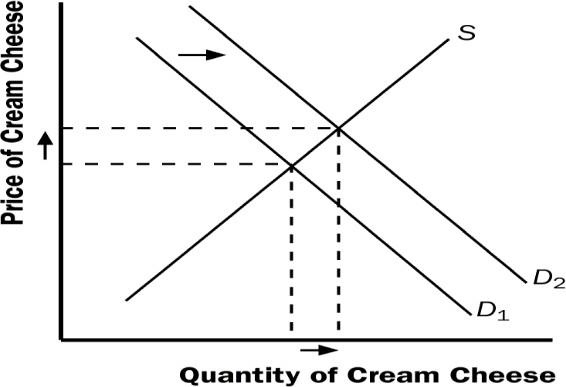 Price of Cream Cheese
S
D2
D1
Quantity of Cream Cheese